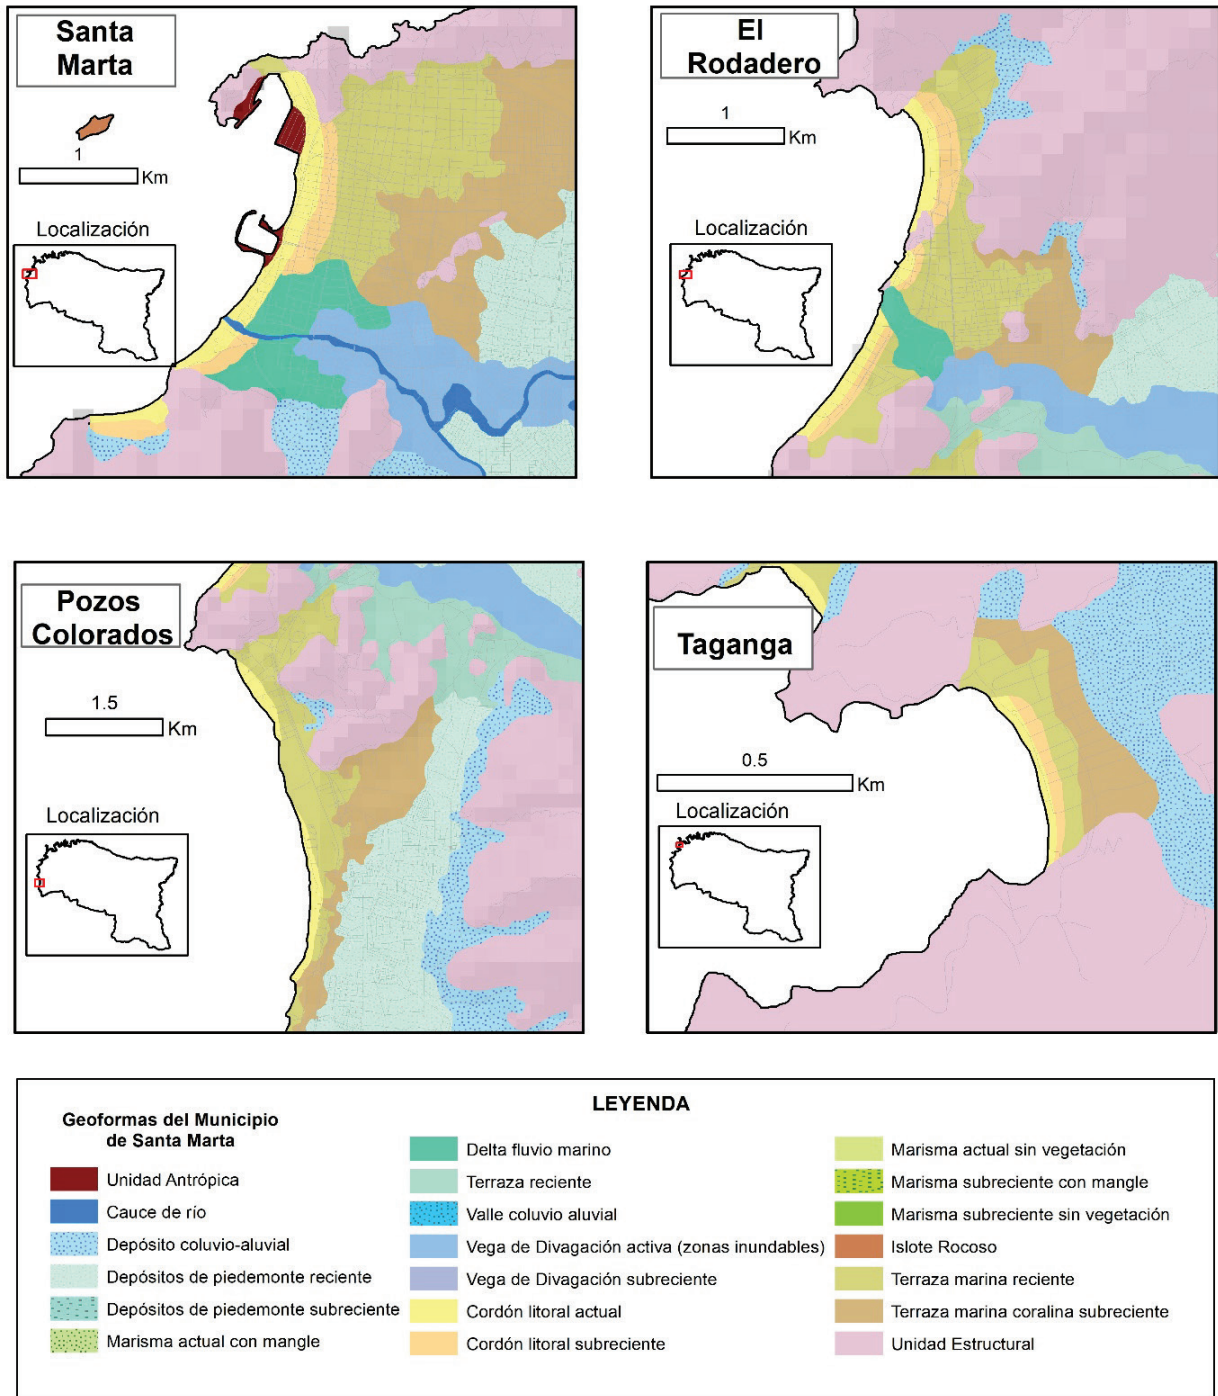 Santa
Marta
1
Km
Localización
El
Rodadero
1
Km
Localización
Pozos
Colorados
1.5
Km
Localización
Taganga
0.5
Km
Localización
LEYENDA
Geoformas del Municipio
de Santa Marta
Unidad Antrópica
Cauce de río
Depósito coluvio-aluvial
Depósitos de piedemonte reciente
Depósitos de piedemonte subreciente
Marisma actual con mangle
Delta fluvio marino
Terraza reciente
Valle coluvio aluvial
Vega de Divagación activa (zonas inundables)
Vega de Divagación subreciente
Cordón litoral actual
Cordón litoral subreciente
Marisma actual sin vegetación
Marisma subreciente con mangle
Marisma subreciente sin vegetación
Islote Rocoso
Terraza marina reciente
Terraza marina coralina subreciente
Unidad Estructural